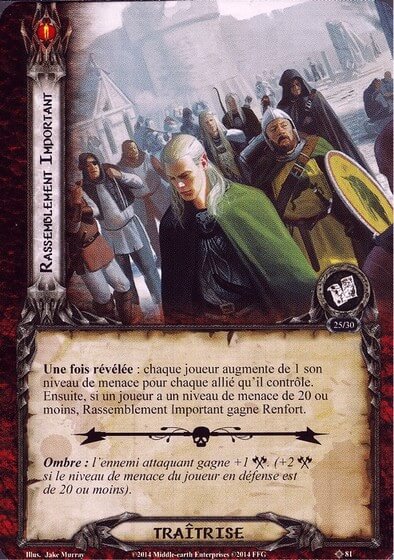 RASSEMBLEMENT IMPORTANT
25/30
Une fois révélée : chaque joueur augmente de 1 son
niveau de menace pour chaque allié qu'il contrôle.
Ensuite, si un joueur a un niveau de menace de 20 ou
moins, Rassemblement Important gagne Renfort.
Ombre : l'ennemi attaquant gagne +1. (+2
si le niveau de menace du joueur en défense est
de 20 ou moins).
TRAÎTRISE
Illus. Jake Murray ©2014 Middle-earth Enterprises ©2014 FFG 81